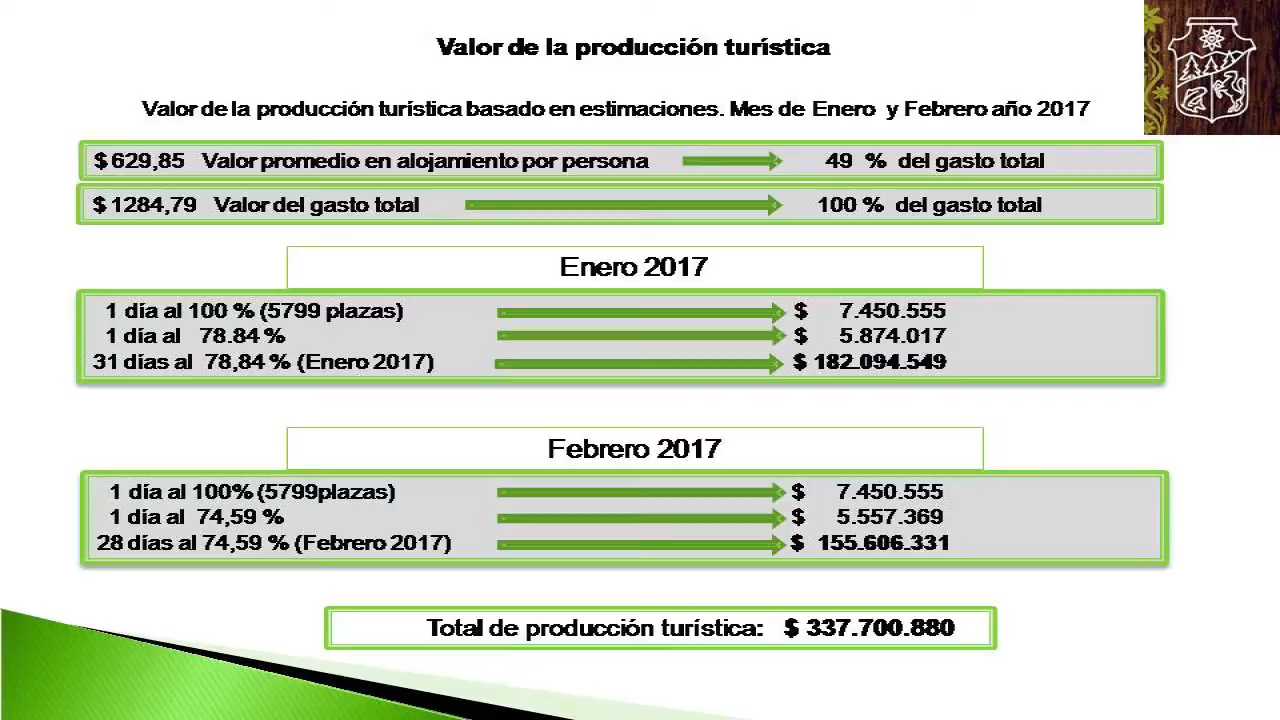 Valor de la producción turística
Valor de la producción turística basado en estimaciones. Mes de Enero y Febrero año 2017
$ 629,85 Valor promedio en alojamiento por persona 49 % del gasto total
$ 1284,79 Valor del gasto total 100 % del gasto total
Enero 2017
1 día al 100 % (5799 plazas) $ 7.450.555
1 día al 78.84 % $ 5.874.017
31 días al 78,84 % (Enero 2017) $ 182.094.549
Febrero 2017
1 día al 100% (5799plazas) $ 7.450.555
1 día al 74,59 % $ 5.557.369
28 días al 74,59 % (Febrero 2017) $ 155.606.331
Total de producción turística: $ 337.700.880